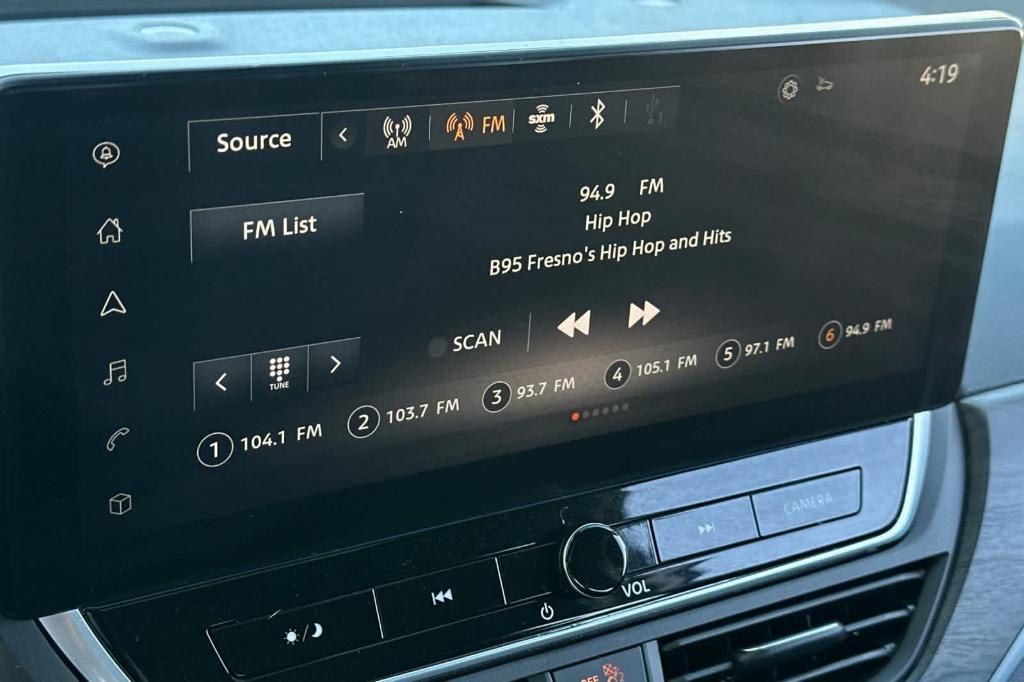 4:19
Source
AM
FM
sxm
FM List
94.9 FM
Hip Hop
B95 Fresno's Hip Hop and Hits
SCAN
TUNE
1 104.1 FM
2 103.7 FM
3 93.7 FM
4 105.1 FM
5 97.1 FM
6 94.9 FM
CAMERA
VOL
OFF